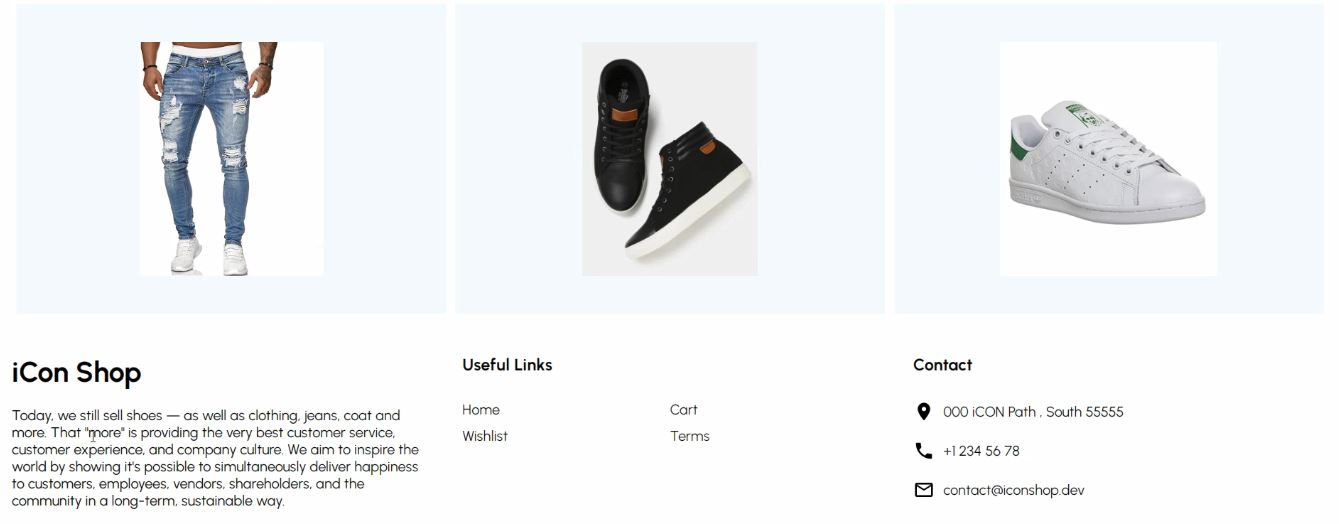 iCon Shop
Today, we still sell shoes — as well as clothing, jeans, coat and
more. That "more" is providing the very best customer service,
customer experience, and company culture. We aim to inspire the
world by showing it's possible to simultaneously deliver happiness
to customers, employees, vendors, shareholders, and the
community in a long-term, sustainable way.
Useful Links
Home
Cart
Wishlist
Terms
Contact
000 iCON Path , South 55555
+1 234 56 78
contact@iconshop.dev